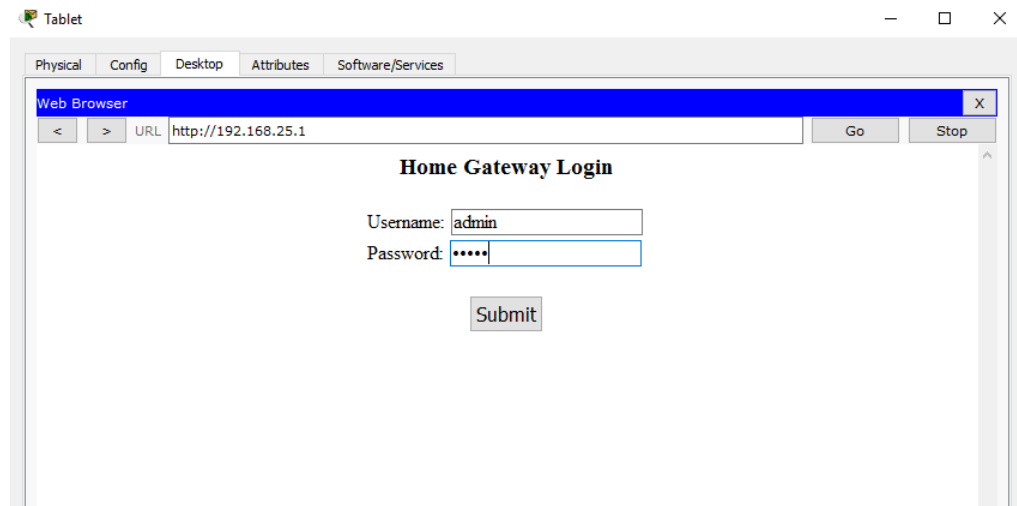 Tablet
Physical Config Desktop Attributes Software/Services
Web Browser X
< > URL http://192.168.25.1 Go Stop
Home Gateway Login
Username: admin
Password: •••••
Submit